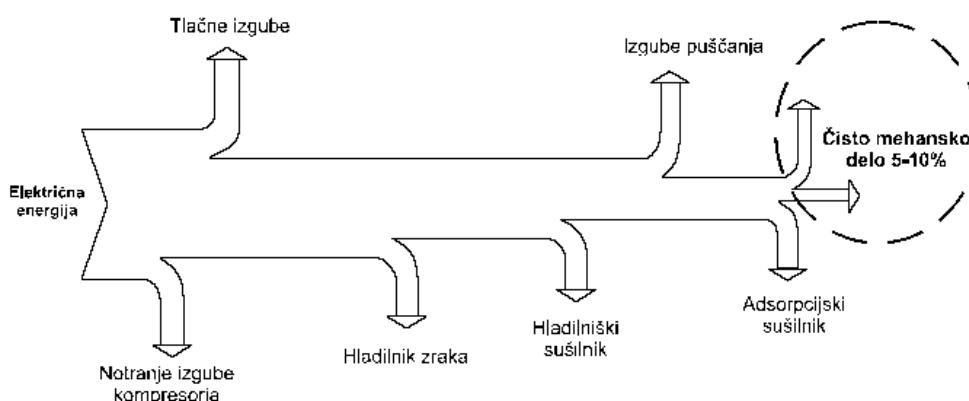 Tlačne izgube
Izgube puščanja
Čisto mehansko
delo 5-10%
Električna
energija
Adsorpcijski
sušilnik
Hladilniški
sušilnik
Hladilnik zraka
Notranje izgube
kompresorja